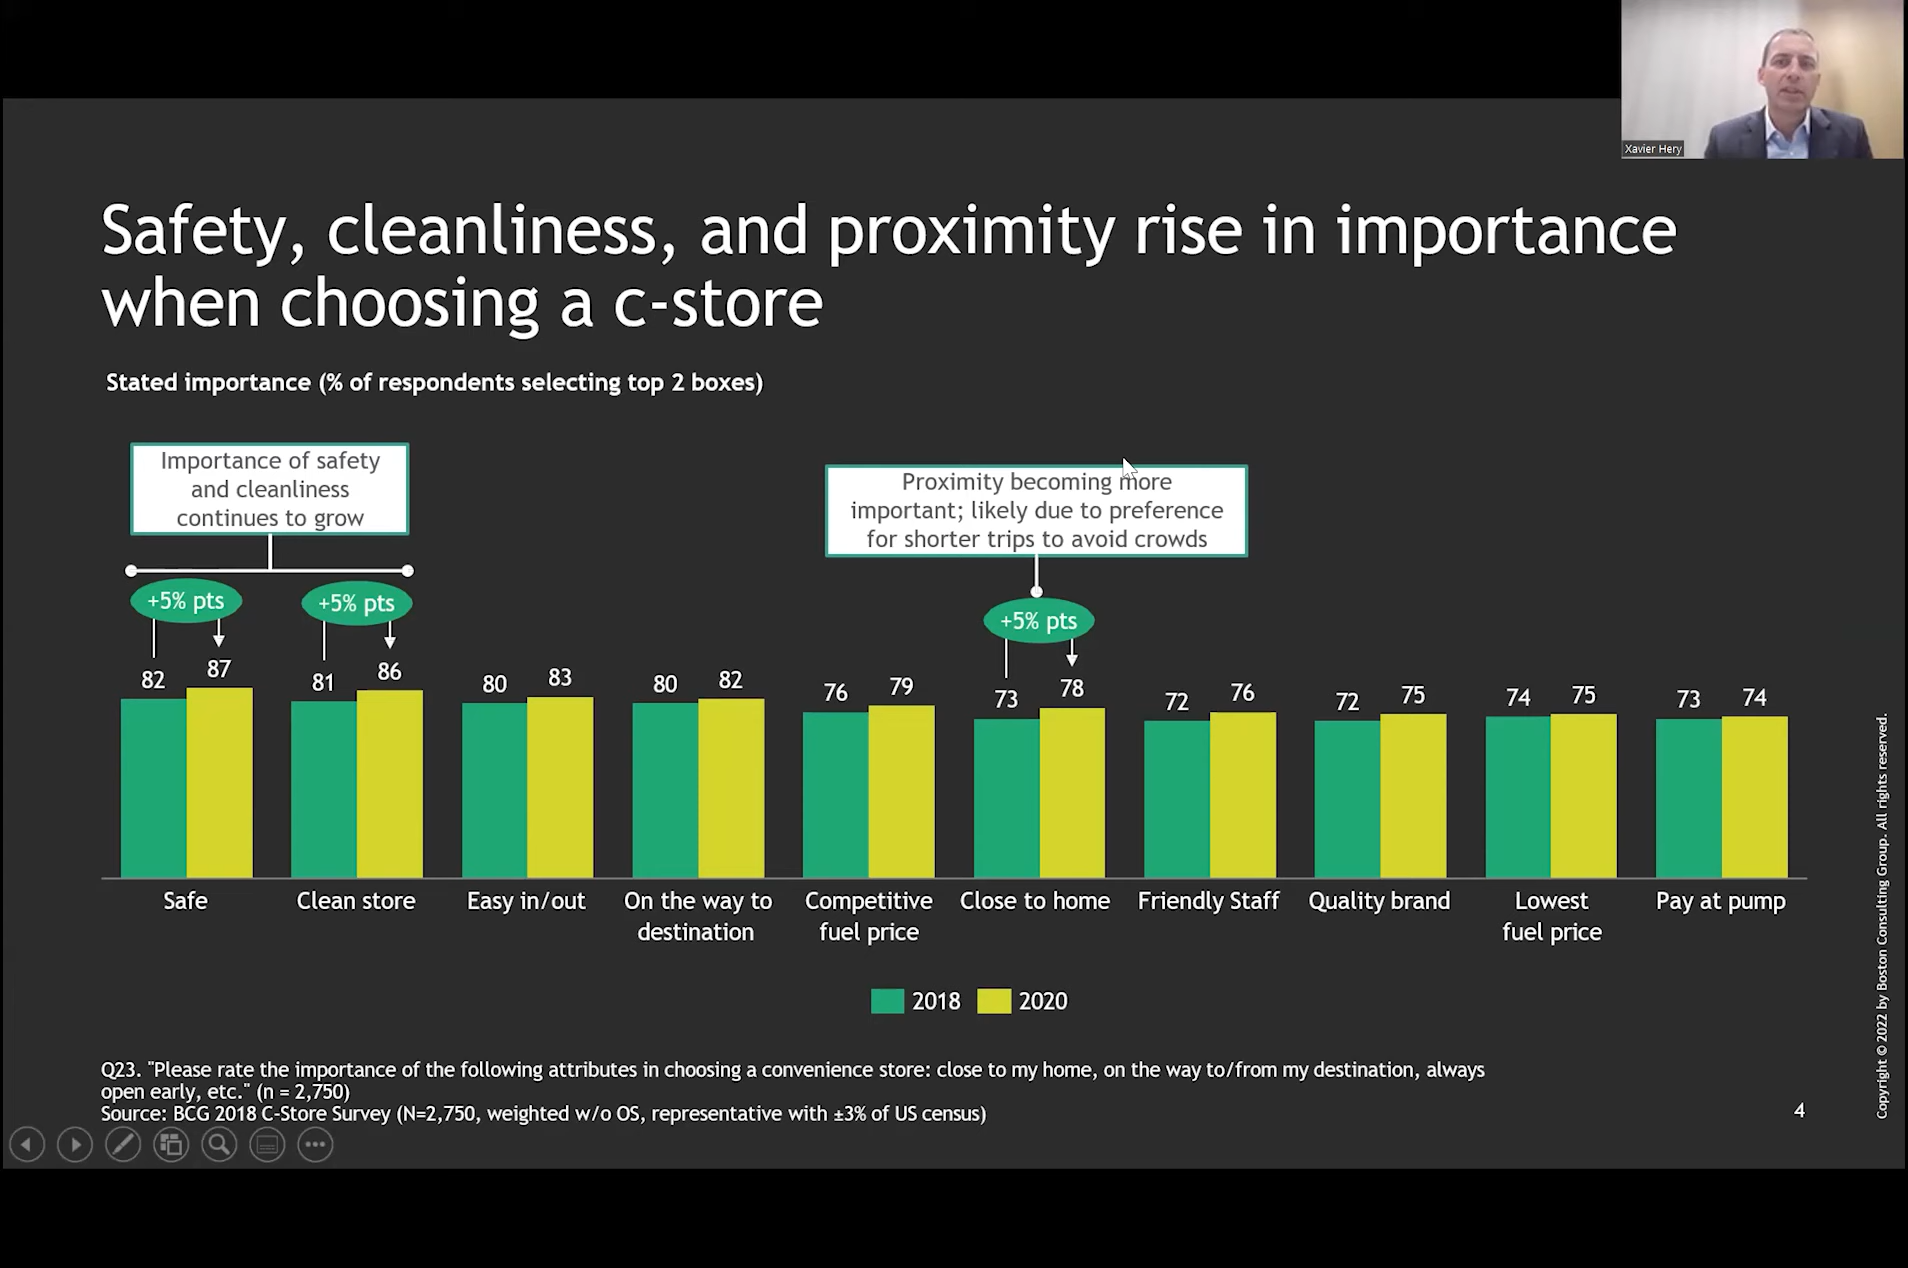 Xavier Hery
Safety, cleanliness, and proximity rise in importance
when choosing a c-store
Stated importance (% of respondents selecting top 2 boxes)
Importance of safety
and cleanliness
continues to grow
Proximity becoming more
important; likely due to preference
for shorter trips to avoid crowds
+5% pts
+5% pts
+5% pts
82 87 81 86 80 83 80 82 76 79 73 78 72 76 72 75 74 75 73 74
Safe
Clean store
Easy in/out
On the way to
destination
Competitive
fuel price
Close to home
Friendly Staff
Quality brand
Lowest
fuel price
Pay at pump
2018 2020
Q23. "Please rate the importance of the following attributes in choosing a convenience store: close to my home, on the way to/from my destination, always
open early, etc." (n = 2,750)
Source: BCG 2018 C-Store Survey (N=2,750, weighted w/o OS, representative with ±3% of US census)
4
Copyright © 2022 by Boston Consulting Group. All rights reserved.